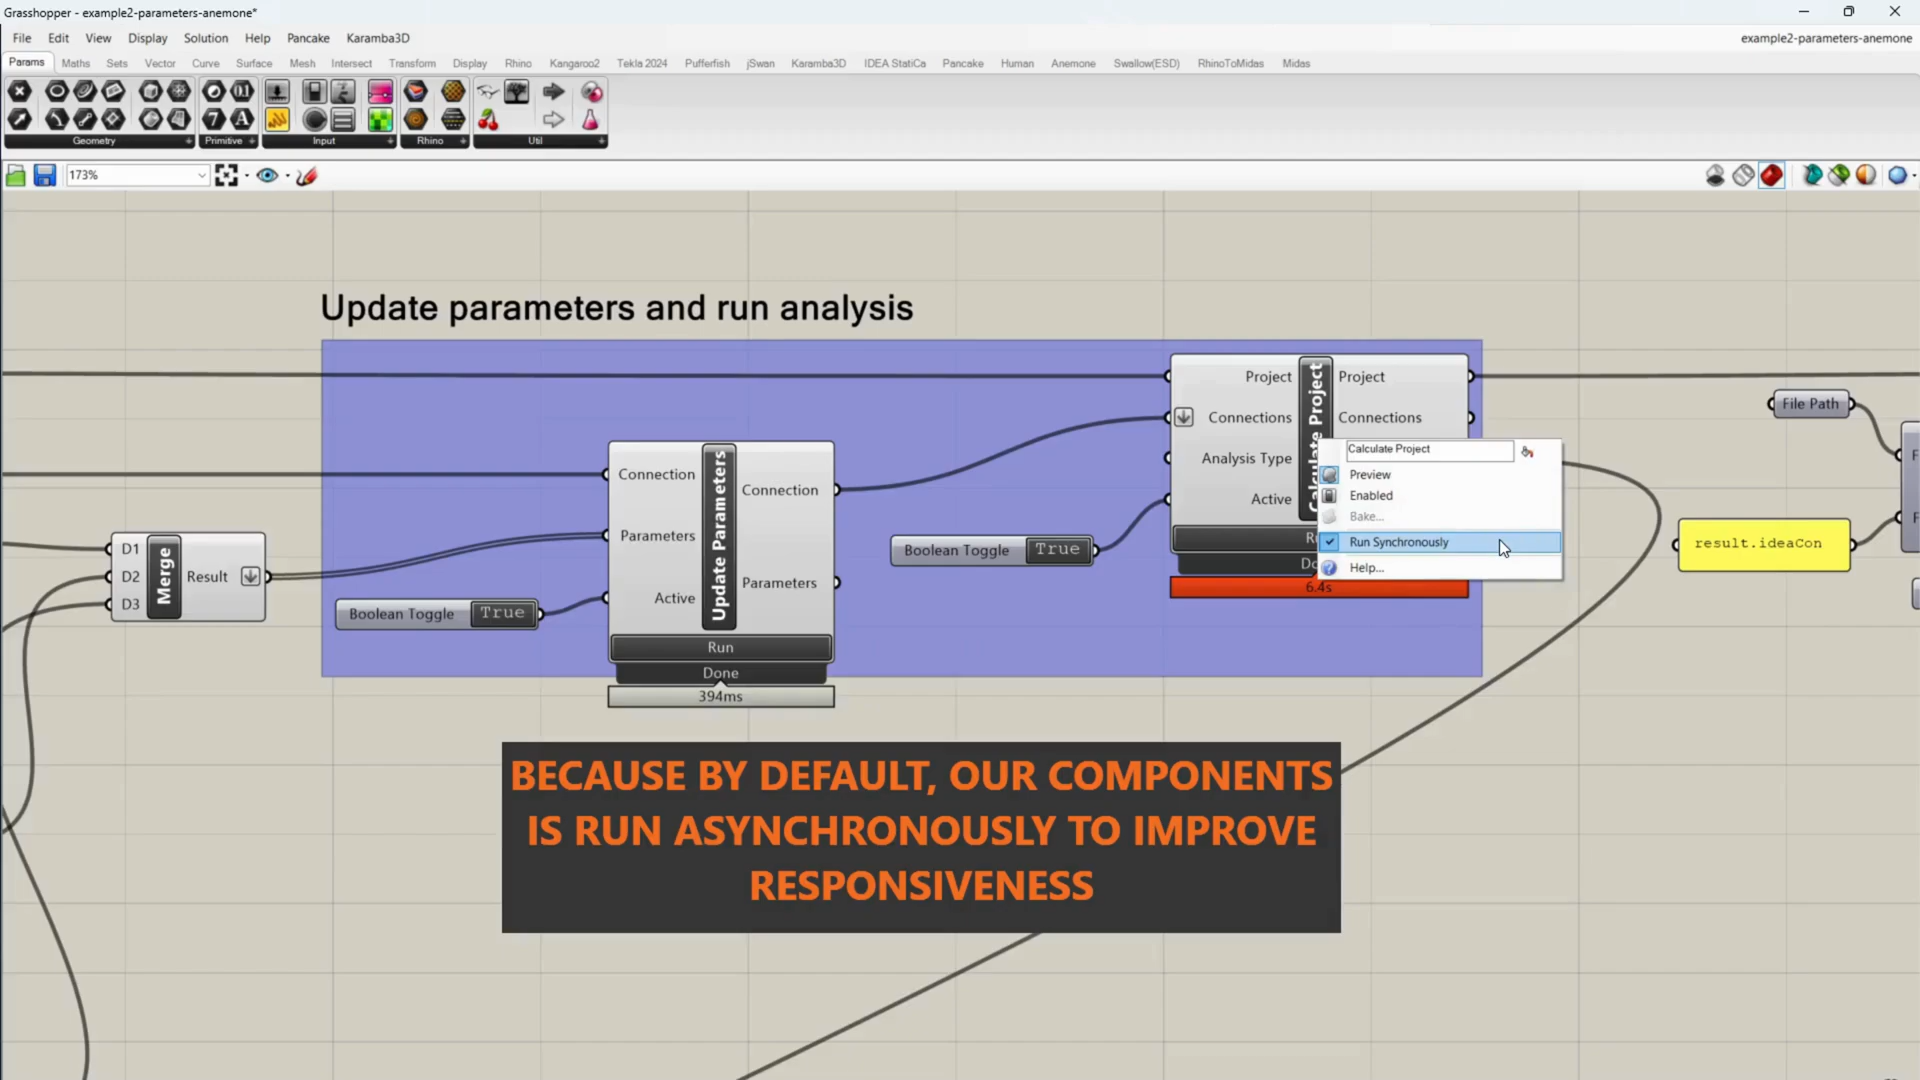 Grasshopper - example2-parameters-anemone*
File Edit View Display Solution Help Pancake Karamba3D
example2-parameters-anemone
Params Maths Sets Vector Curve Surface Mesh Intersect Transform Display Rhino Kangaroo2 Tekla 2024 Pufferfish jSwan Karamba3D IDEA StatiCa Pancake Human Anemone Swallow(ESD) RhinoToMidas Midas
Geometry Primitive Input Rhino Util
173%
Update parameters and run analysis
Project
Project
File Path
Connections
Connections
Analysis Type
Active
Calculate Project
Calculate Project
Preview
Enabled
Bake...
Run Synchronously
Help...
6.4s
Boolean Toggle True
result.ideaCon
Connection
Parameters
Active
Update Parameters
Connection
Parameters
Run
Done
394ms
D1
D2
D3
Merge
Result
Boolean Toggle True
BECAUSE BY DEFAULT, OUR COMPONENTS
IS RUN ASYNCHRONOUSLY TO IMPROVE
RESPONSIVENESS